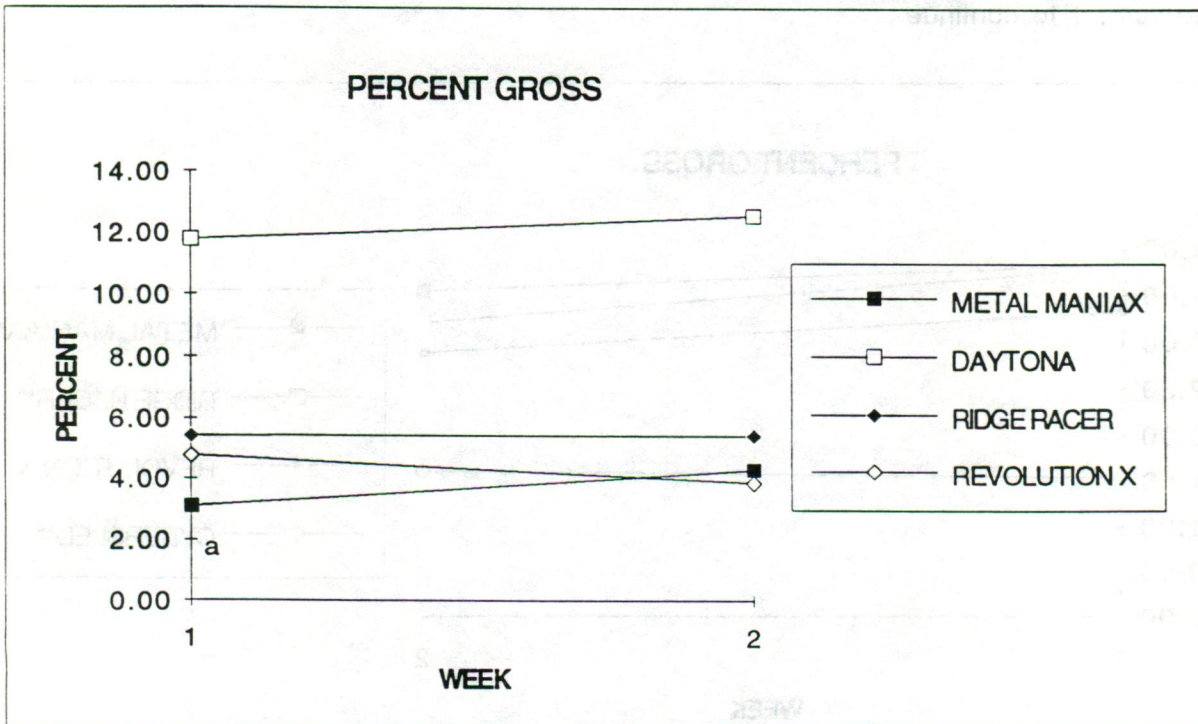 PERCENT GROSS
14.00
12.00
10.00
8.00
6.00
4.00
2.00
0.00
PERCENT
a
1
2
WEEK
METAL MANIAX
DAYTONA
RIDGE RACER
REVOLUTION X